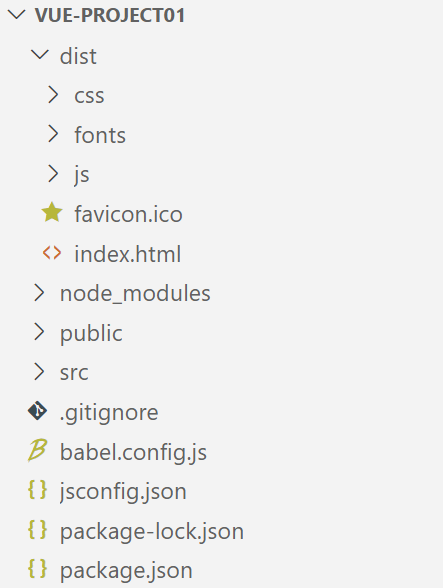 VUE-PROJECT01
dist
css
fonts
js
favicon.ico
index.html
node_modules
public
src
.gitignore
babel.config.js
jsconfig.json
package-lock.json
package.json